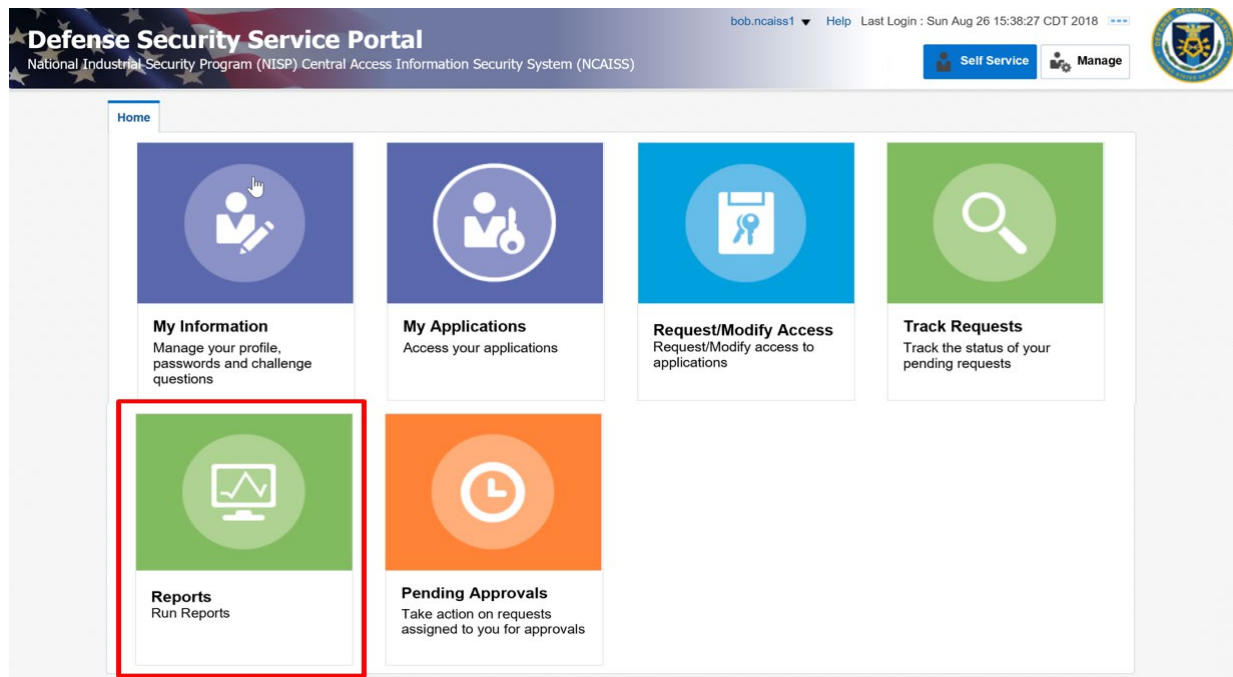 bob.ncaiss1 Help Last Login : Sun Aug 26 15:38:27 CDT 2018
Defense Security Service Portal
National Industrial Security Program (NISP) Central Access Information Security System (NCAISS)
Self Service Manage
Home
My Information
Manage your profile,
passwords and challenge
questions
My Applications
Access your applications
Request/Modify Access
Request/Modify access to
applications
Track Requests
Track the status of your
pending requests
Reports
Run Reports
Pending Approvals
Take action on requests
assigned to you for approvals